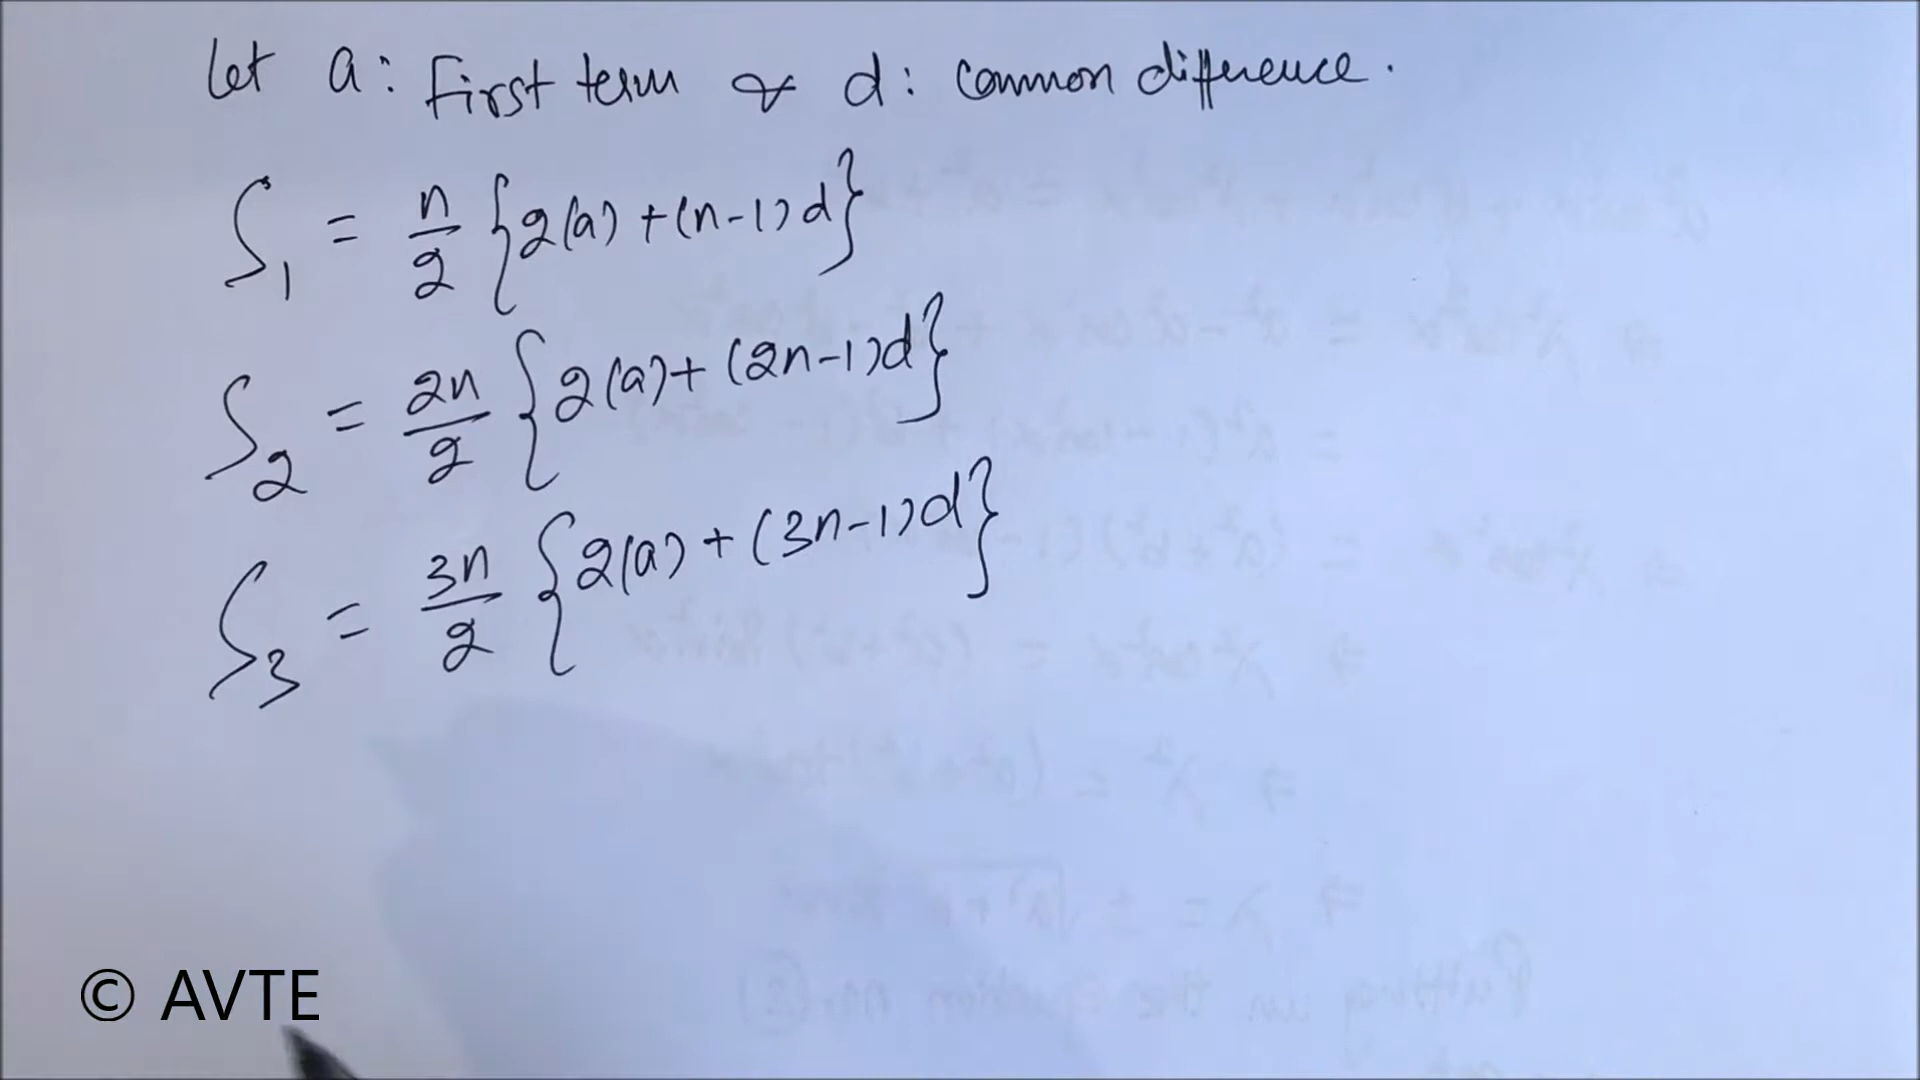 Let a: First term & d: Common difference.
S₁ = n/2 {2(a) + (n-1)d}
S₂ = 2n/2 {2(a) + (2n-1)d}
S₃ = 3n/2 {2(a) + (3n-1)d}
© AVTE